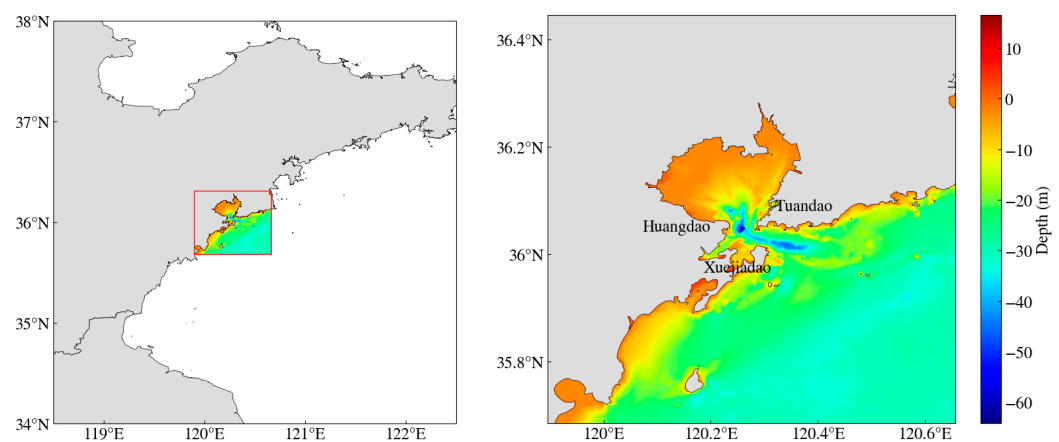 38°N
37°N
36°N
35°N
34°N
119°E
120°E
121°E
122°E
36.4°N
36.2°N
36.0°N
35.8°N
120°E
120.2°E
120.4°E
120.6°E
Tuandao
Huangdao
Xuejiadao
10
0
−10
−20
−30
−40
−50
−60
Depth (m)